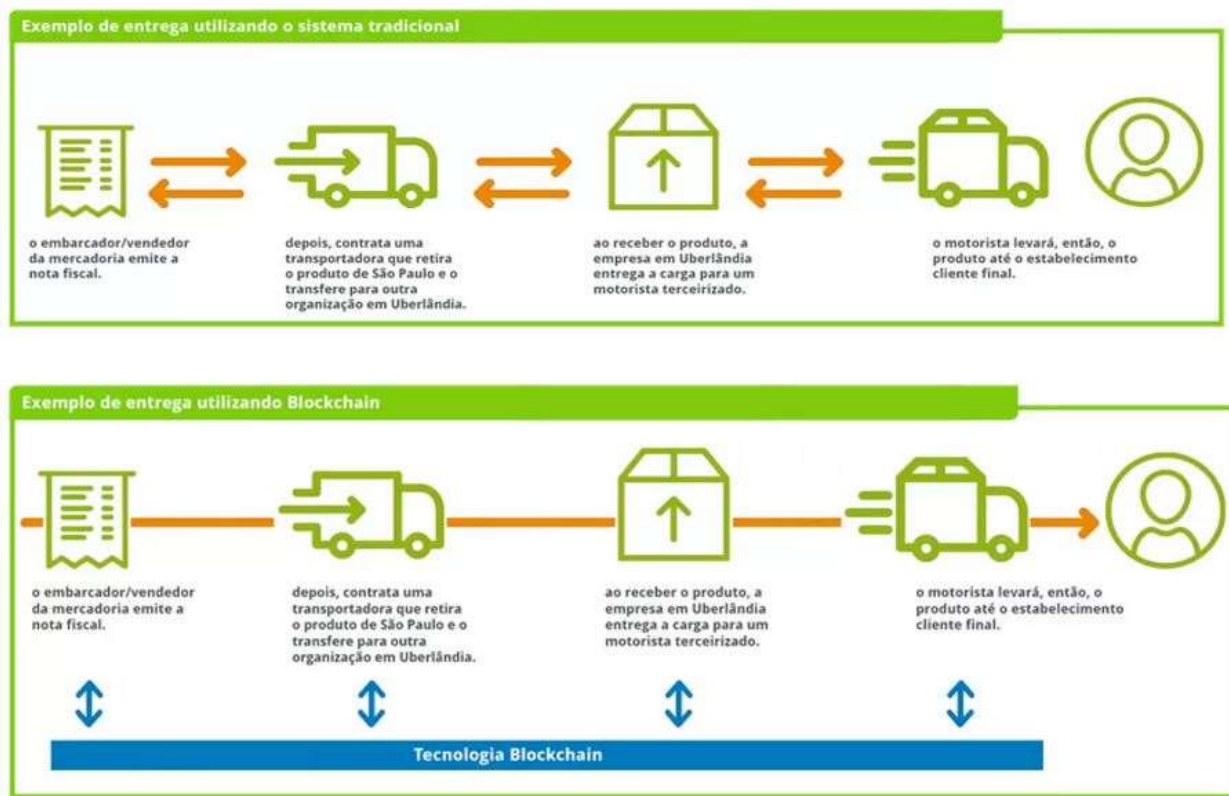 Exemplo de entrega utilizando o sistema tradicional
o embarcador/vendedor
da mercadoria emite a
nota fiscal.
depois, contrata uma
transportadora que retira
o produto de São Paulo e o
transfere para outra
organização em Uberlândia.
ao receber o produto, a
empresa em Uberlândia
entrega a carga para um
motorista terceirizado.
o motorista levará, então, o
produto até o estabelecimento
cliente final.
Exemplo de entrega utilizando Blockchain
o embarcador/vendedor
da mercadoria emite a
nota fiscal.
depois, contrata uma
transportadora que retira
o produto de São Paulo e o
transfere para outra
organização em Uberlândia.
ao receber o produto, a
empresa em Uberlândia
entrega a carga para um
motorista terceirizado.
o motorista levará, então, o
produto até o estabelecimento
cliente final.
Tecnologia Blockchain